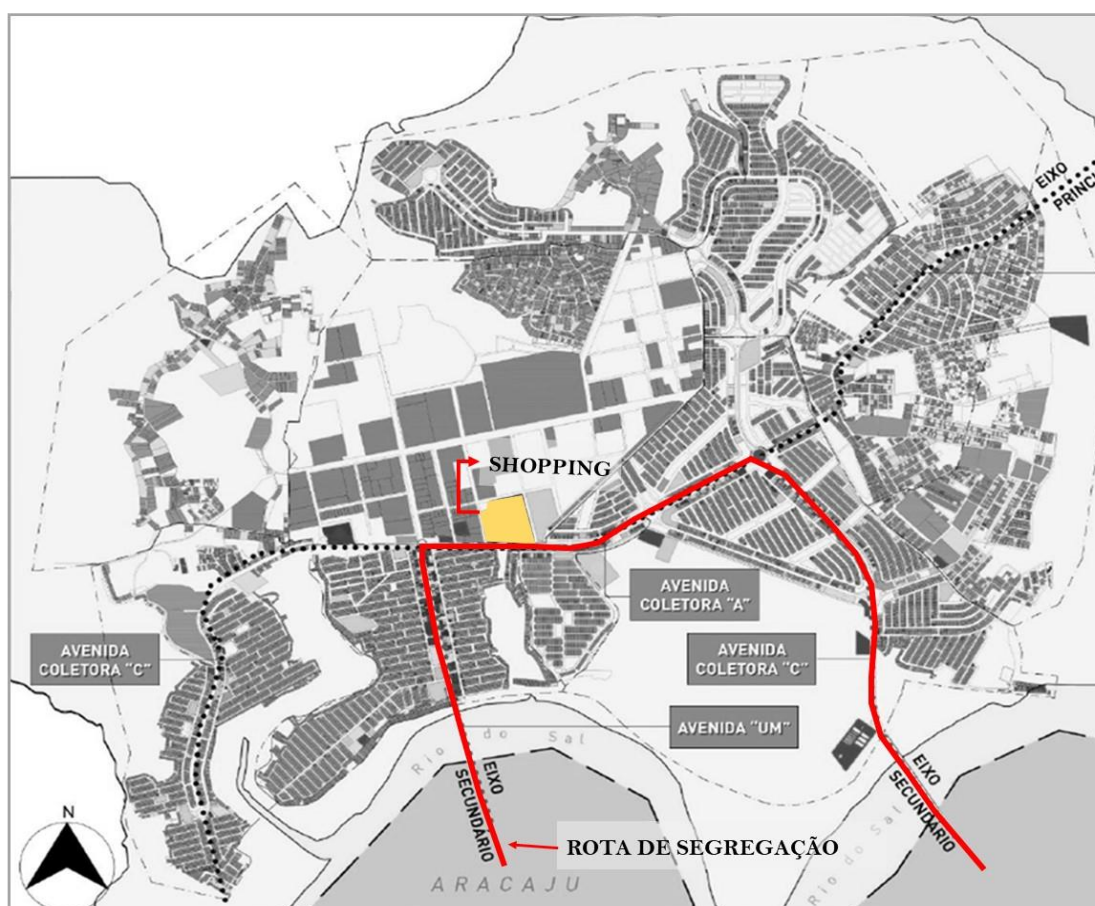 EIXO
PRINCI
SHOPPING
AVENIDA
COLETORA "A"
AVENIDA
COLETORA "C"
AVENIDA
COLETORA "C"
AVENIDA "UM"
Rio do Sal
EIXO
SECUNDÁRIO
EIXO
SECUNDÁRIO
ROTA DE SEGREGAÇÃO
Rio do Sal
ARACAJU
N